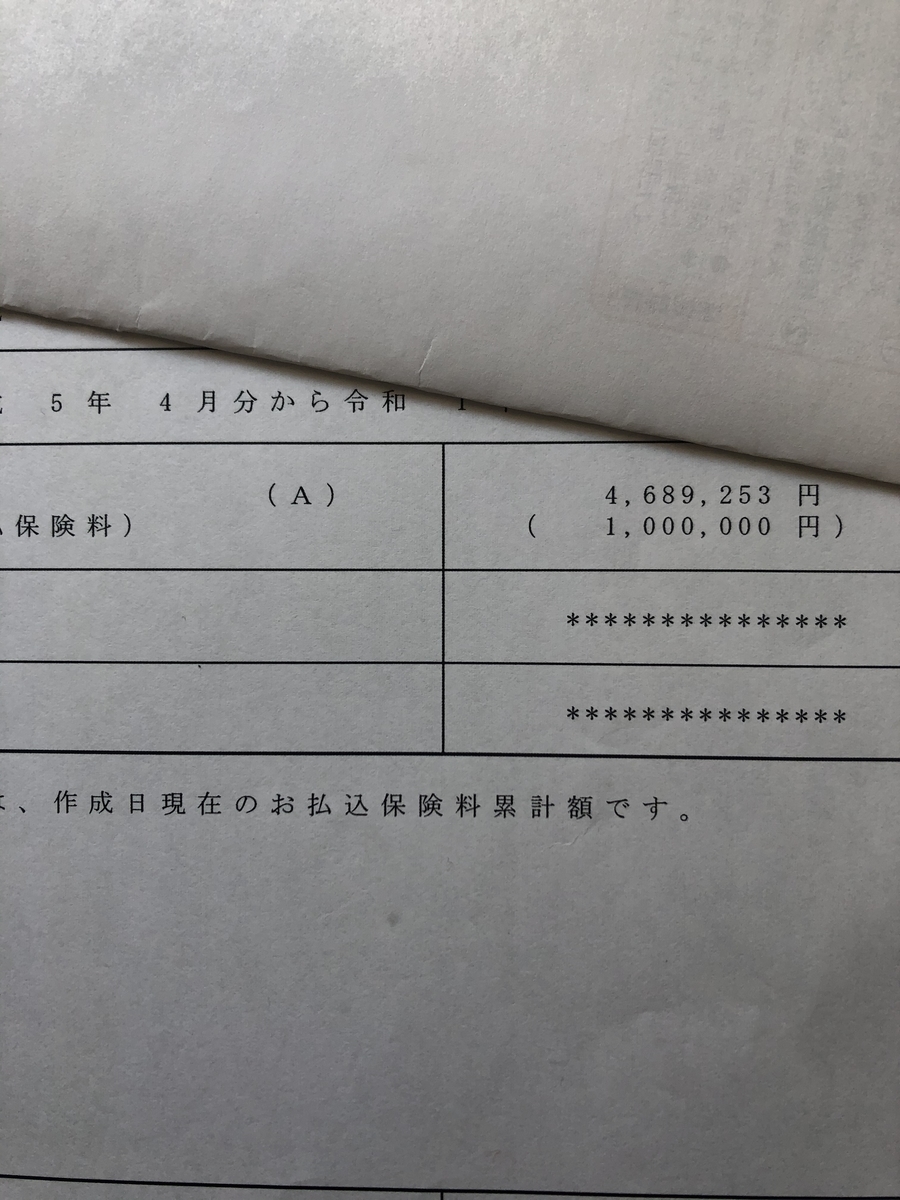 5年 4月分から令和
(A) 4,689,253 円
保険料) ( 1,000,000 円)
***************
***************
、作成日現在のお払込保険料累計額です。